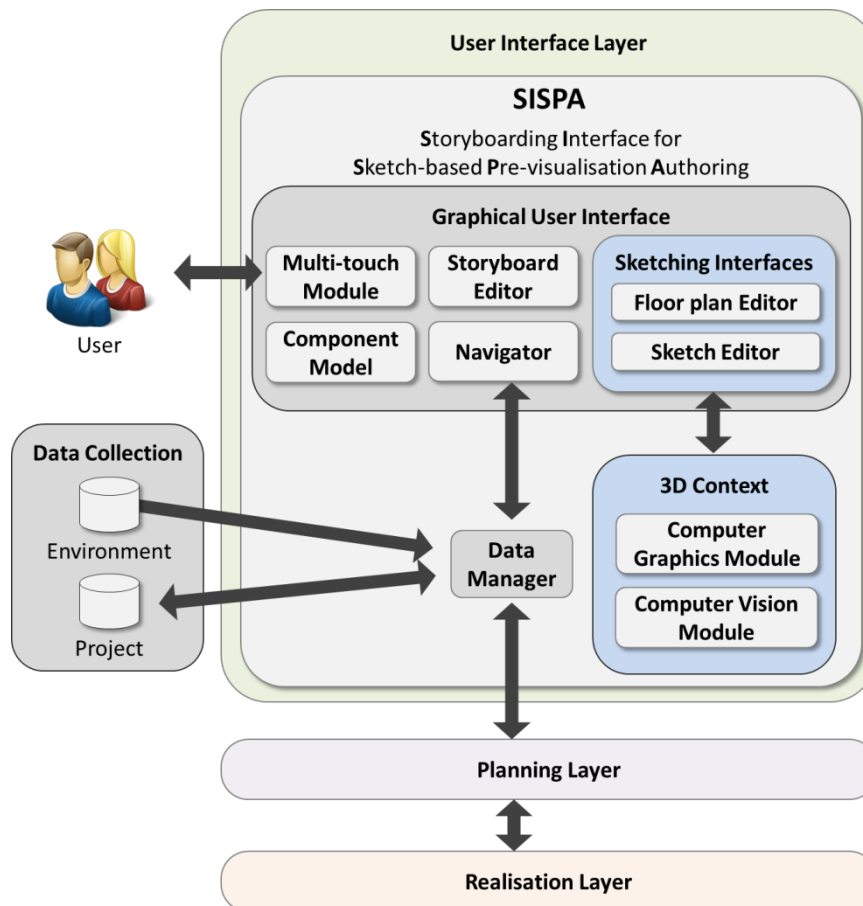 User Interface Layer
SISPA
Storyboarding Interface for
Sketch-based Pre-visualisation Authoring
Graphical User Interface
Multi-touch
Module
Storyboard
Editor
Component
Model
Navigator
Sketching Interfaces
Floor plan Editor
Sketch Editor
User
Data Collection
Environment
Project
Data
Manager
3D Context
Computer
Graphics Module
Computer Vision
Module
Planning Layer
Realisation Layer